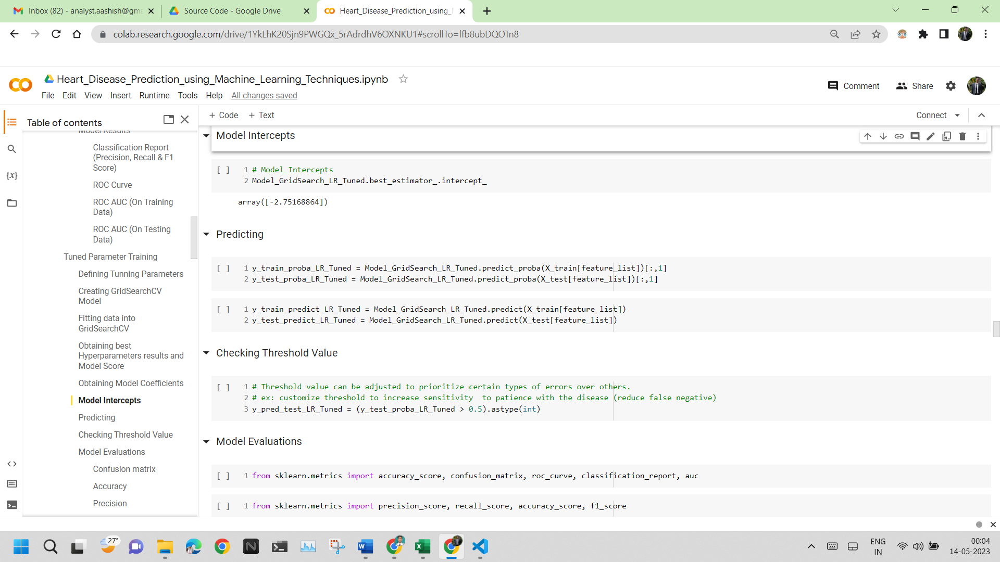 Inbox (82) - analyst.aashish@gm
Source Code - Google Drive
Heart_Disease_Prediction_using_
colab.research.google.com/drive/1YkLhK20Sjn9PWGQx_5rAdrdhV6OXNKU1#scrollTo=Ifb8ubDQOTn8
Heart_Disease_Prediction_using_Machine_Learning_Techniques.ipynb
File Edit View Insert Runtime Tools Help All changes saved
Comment
Share
Table of contents
Model Results
Classification Report
(Precision, Recall & F1
Score)
ROC Curve
ROC AUC (On Training
Data)
ROC AUC (On Testing
Data)
Tuned Parameter Training
Defining Tunning Parameters
Creating GridSearchCV
Model
Fitting data into
GridSearchCV
Obtaining best
Hyperparameters results and
Model Score
Obtaining Model Coefficients
Model Intercepts
Predicting
Checking Threshold Value
Model Evaluations
Confusion matrix
Accuracy
Precision
+ Code + Text
Connect
Model Intercepts
[ ] 1 # Model Intercepts
2 Model_GridSearch_LR_Tuned.best_estimator_.intercept_
array([-2.75168864])
Predicting
[ ] 1 y_train_proba_LR_Tuned = Model_GridSearch_LR_Tuned.predict_proba(X_train[feature_list])[:,1]
2 y_test_proba_LR_Tuned = Model_GridSearch_LR_Tuned.predict_proba(X_test[feature_list])[:,1]
[ ] 1 y_train_predict_LR_Tuned = Model_GridSearch_LR_Tuned.predict(X_train[feature_list])
2 y_test_predict_LR_Tuned = Model_GridSearch_LR_Tuned.predict(X_test[feature_list])
Checking Threshold Value
[ ] 1 # Threshold value can be adjusted to prioritize certain types of errors over others.
2 # ex: customize threshold to increase sensitivity  to patience with the disease (reduce false negative)
3 y_pred_test_LR_Tuned = (y_test_proba_LR_Tuned > 0.5).astype(int)
Model Evaluations
[ ] 1 from sklearn.metrics import accuracy_score, confusion_matrix, roc_curve, classification_report, auc
[ ] 1 from sklearn.metrics import precision_score, recall_score, accuracy_score, f1_score
27°
ENG
IN
00:04
14-05-2023